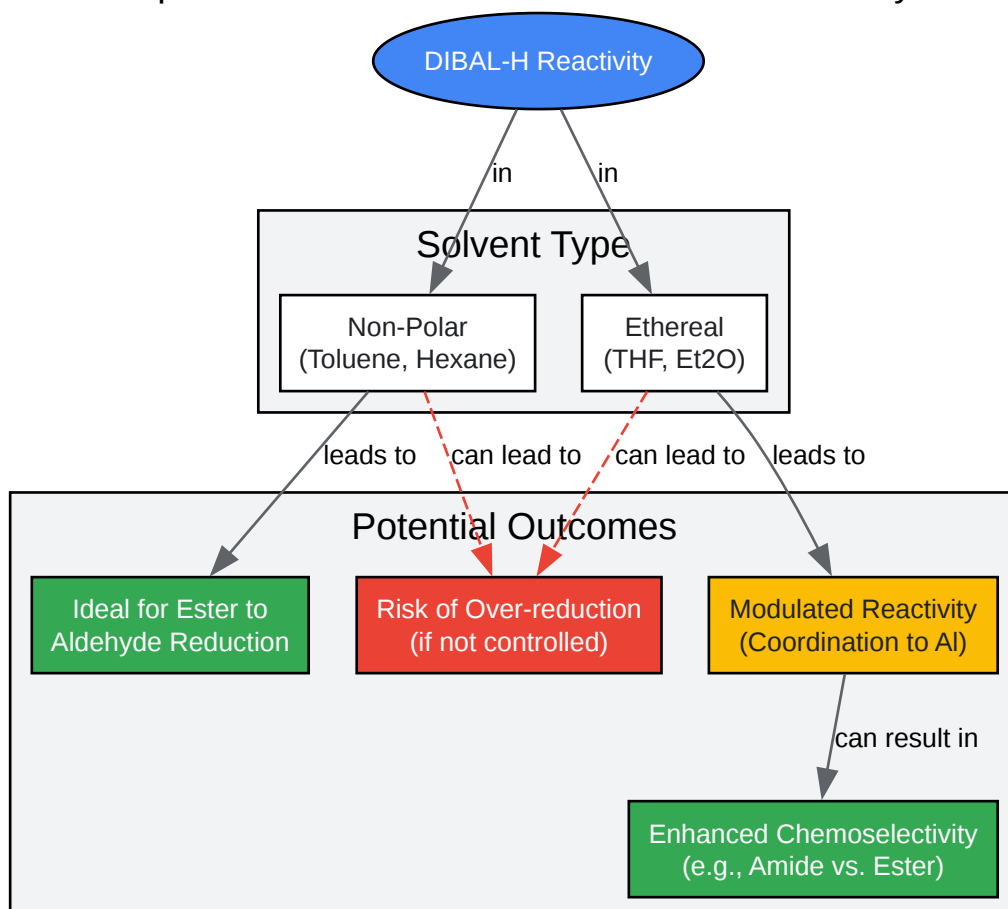 DIBAL-H Reactivity
in in
Solvent Type
Non-Polar
(Toluene, Hexane)
Ethereal
(THF, Et2O)
leads to can lead to can lead to leads to
Potential Outcomes
Ideal for Ester to
Aldehyde Reduction
Risk of Over-reduction
(if not controlled)
Modulated Reactivity
(Coordination to Al)
can result in
Enhanced Chemoselectivity
(e.g., Amide vs. Ester)